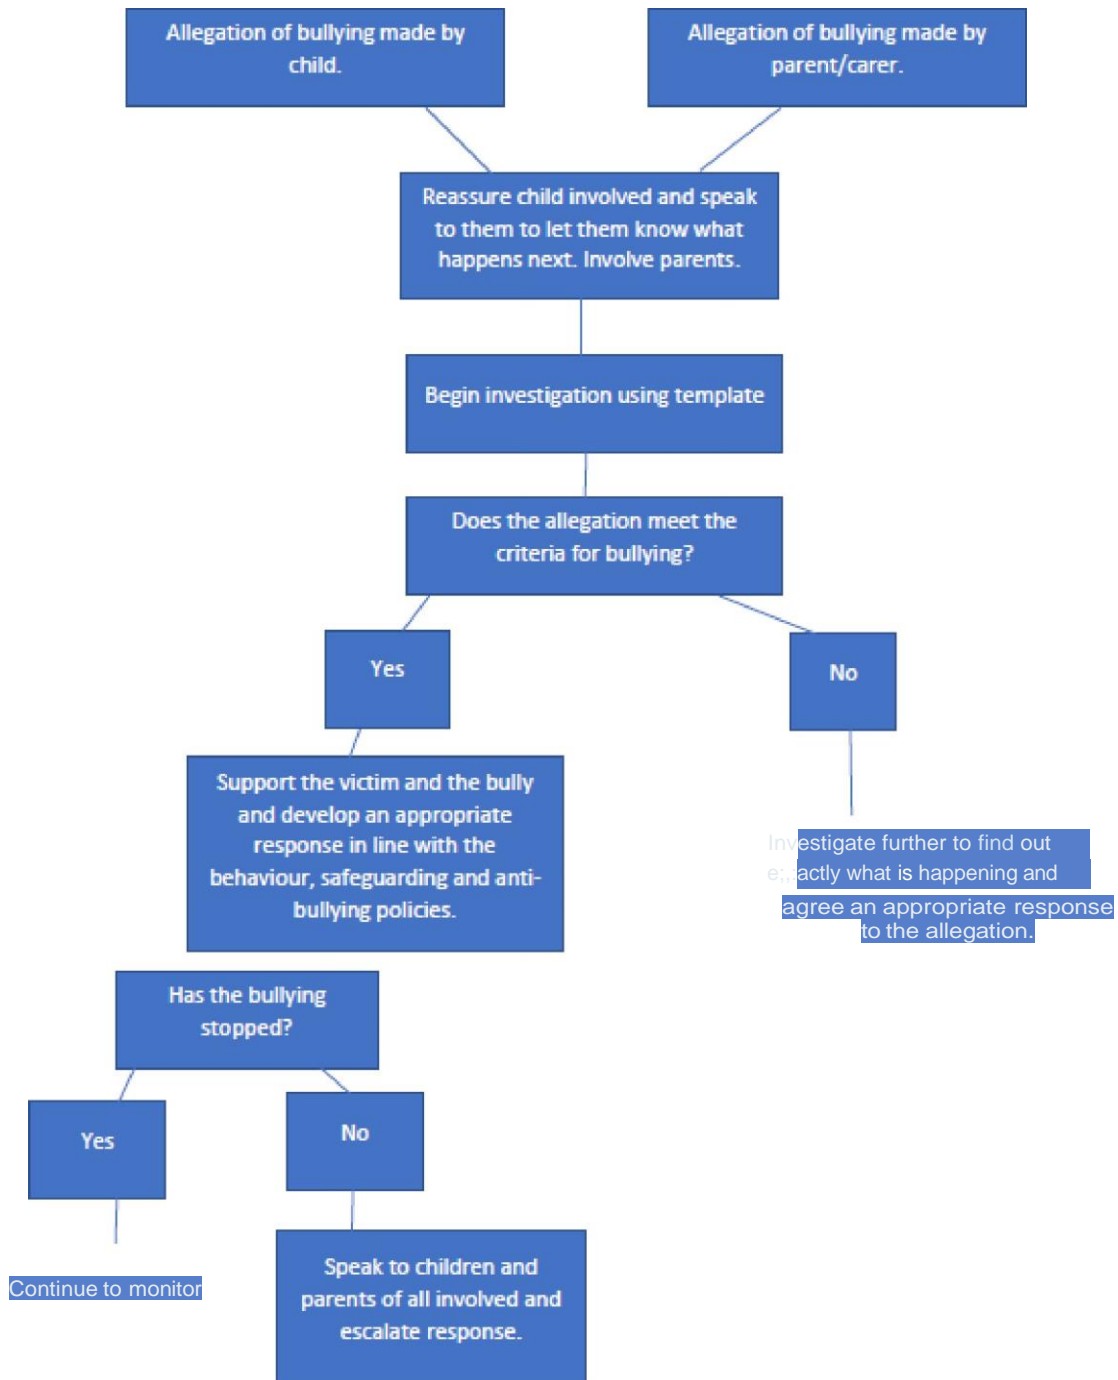 Allegation of bullying made by
child.
Allegation of bullying made by
parent/carer.
Reassure child involved and speak
to them to let them know what
happens next. Involve parents.
Begin investigation using template
Does the allegation meet the
criteria for bullying?
Yes
No
Support the victim and the bully
and develop an appropriate
response in line with the
behaviour, safeguarding and anti-
bullying policies.
Investigate further to find out
e;,:actly what is happening and
agree an appropriate response
to the allegation.
Has the bullying
stopped?
Yes
No
Continue to monitor
Speak to children and
parents of all involved and
escalate response.